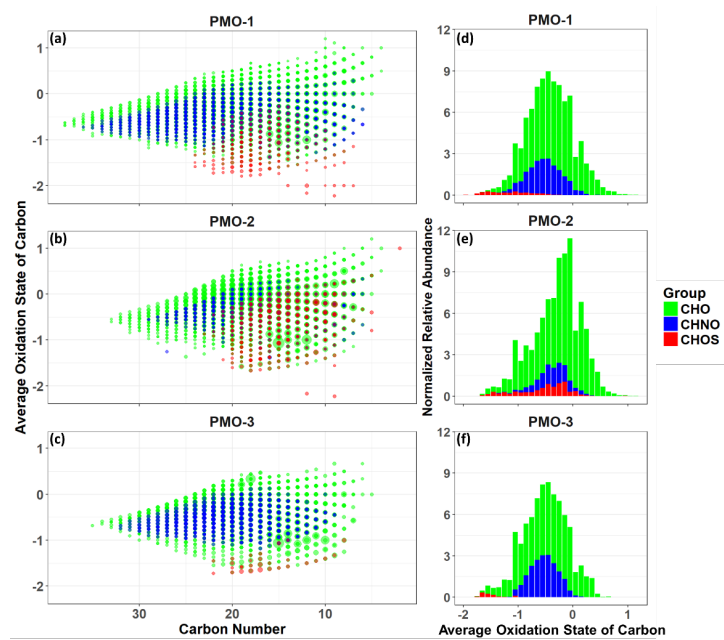 PMO-1
PMO-1
(a)
(d)
1
0
-1
-2
12
9
6
3
0
PMO-2
PMO-2
(b)
(e)
1
0
-1
-2
12
9
6
3
0
Average Oxidation State of Carbon
Normalized Relative Abundance
Group
CHO
CHNO
CHOS
PMO-3
PMO-3
(c)
(f)
1
0
-1
-2
12
9
6
3
0
30
20
10
-2
-1
0
1
Carbon Number
Average Oxidation State of Carbon